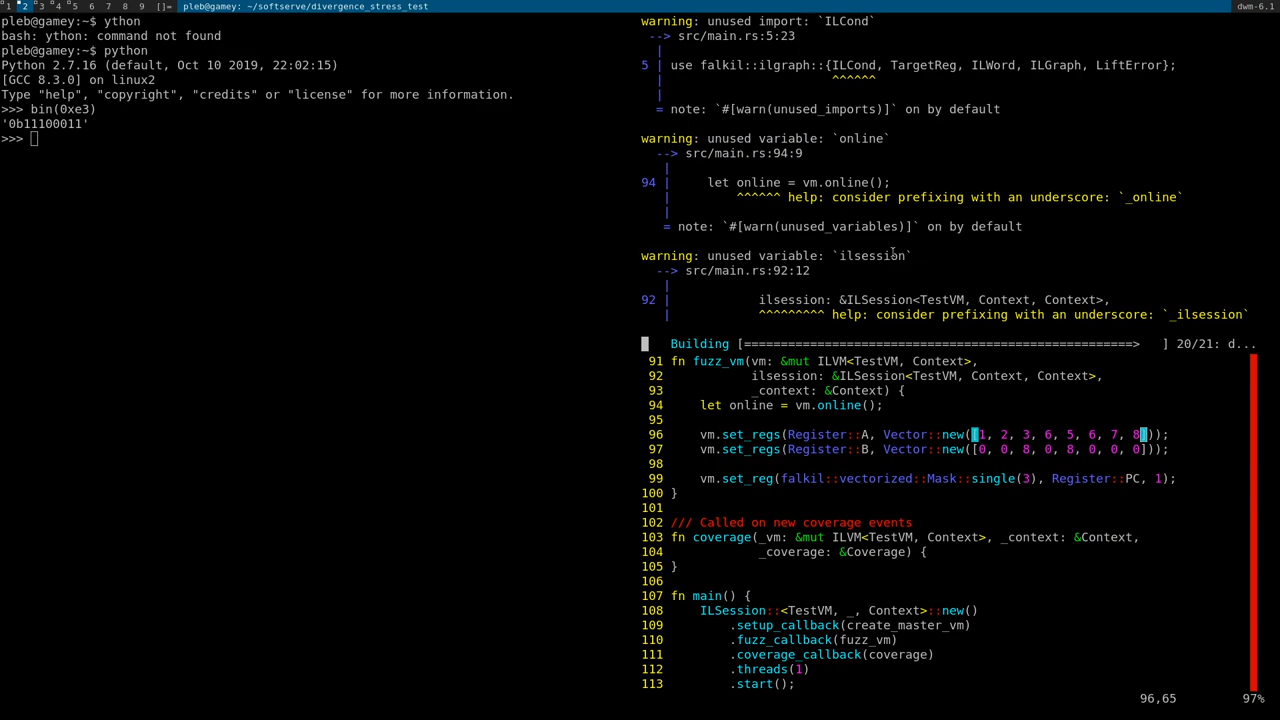 1 2 3 4 5 6 7 8 9 []= pleb@gamey: ~/softserve/divergence_stress_test dwm-6.1
pleb@gamey:~$ ython
bash: ython: command not found
pleb@gamey:~$ python
Python 2.7.16 (default, Oct 10 2019, 22:02:15)
[GCC 8.3.0] on linux2
Type "help", "copyright", "credits" or "license" for more information.
>>> bin(0xe3)
'0b11100011'
>>>
warning: unused import: `ILCond`
--> src/main.rs:5:23
|
5 | use falkil::ilgraph::{ILCond, TargetReg, ILWord, ILGraph, LiftError};
| ^^^^^^
|
= note: `#[warn(unused_imports)]` on by default
warning: unused variable: `online`
--> src/main.rs:94:9
|
94 | let online = vm.online();
| ^^^^^^ help: consider prefixing with an underscore: `_online`
|
= note: `#[warn(unused_variables)]` on by default
warning: unused variable: `ilsession`
--> src/main.rs:92:12
|
92 | ilsession: &ILSession<TestVM, Context, Context>,
| ^^^^^^^^^ help: consider prefixing with an underscore: `_ilsession`
Building [=====================================================> ] 20/21: d...
91 fn fuzz_vm(vm: &mut ILVM<TestVM, Context>,
92 ilsession: &ILSession<TestVM, Context, Context>,
93 _context: &Context) {
94 let online = vm.online();
95
96 vm.set_regs(Register::A, Vector::new([1, 2, 3, 6, 5, 6, 7, 8]));
97 vm.set_regs(Register::B, Vector::new([0, 0, 8, 0, 8, 0, 0, 0]));
98
99 vm.set_reg(falkil::vectorized::Mask::single(3), Register::PC, 1);
100 }
101
102 /// Called on new coverage events
103 fn coverage(_vm: &mut ILVM<TestVM, Context>, _context: &Context,
104 _coverage: &Coverage) {
105 }
106
107 fn main() {
108 ILSession::<TestVM, _, Context>::new()
109 .setup_callback(create_master_vm)
110 .fuzz_callback(fuzz_vm)
111 .coverage_callback(coverage)
112 .threads(1)
113 .start();
96,65 97%